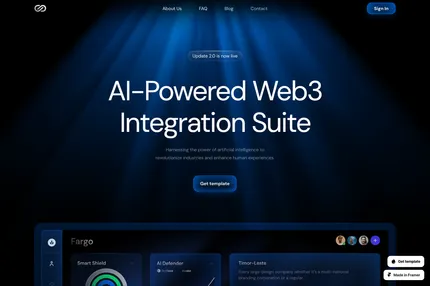 About Us
FAQ
Blog
Contact
Sign In
Update 2.0 is now live
AI-Powered Web3
Integration Suite
Harnessing the power of artificial intelligence to
revolutionize industries and enhance human experiences.
Get template
Fargo
Smart Shield
AI Defender
Timor-Leste
Get template
Made in Framer